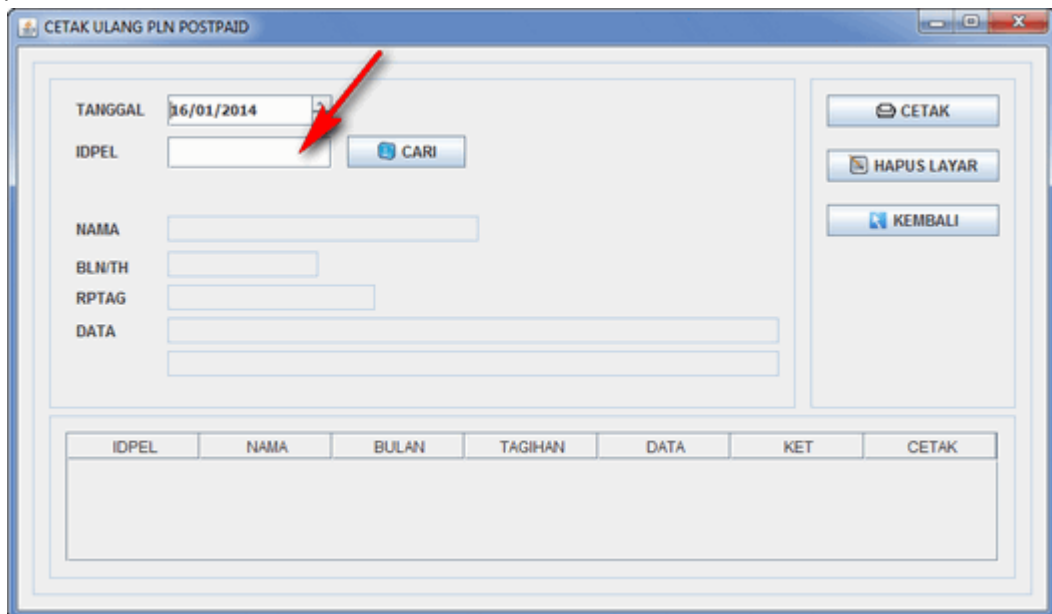 CETAK ULANG PLN POSTPAID
TANGGAL 16/01/2014
IDPEL CARI
NAMA
BLN/TH
RPTAG
DATA
CETAK
HAPUS LAYAR
KEMBALI
IDPEL NAMA BULAN TAGIHAN DATA KET CETAK